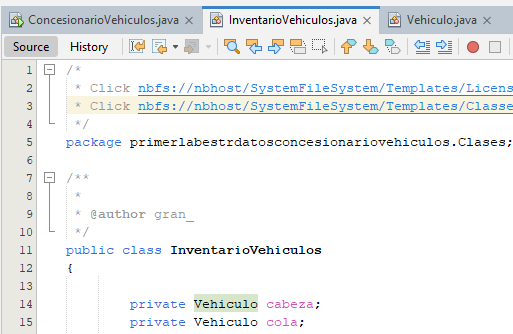 ConcesionarioVehiculos.java InventarioVehiculos.java Vehiculo.java
Source History
1 /*
2 * Click nbfs://nbhost/SystemFileSystem/Templates/Licens
3 * Click nbfs://nbhost/SystemFileSystem/Templates/Classe
4 */
5 package primerlabestrdatosconcesionariovehiculos.Clases;
6
7 /**
8 *
9 * @author gran_
10 */
11 public class InventarioVehiculos
12 {
13
14 private Vehiculo cabeza;
15 private Vehiculo cola;